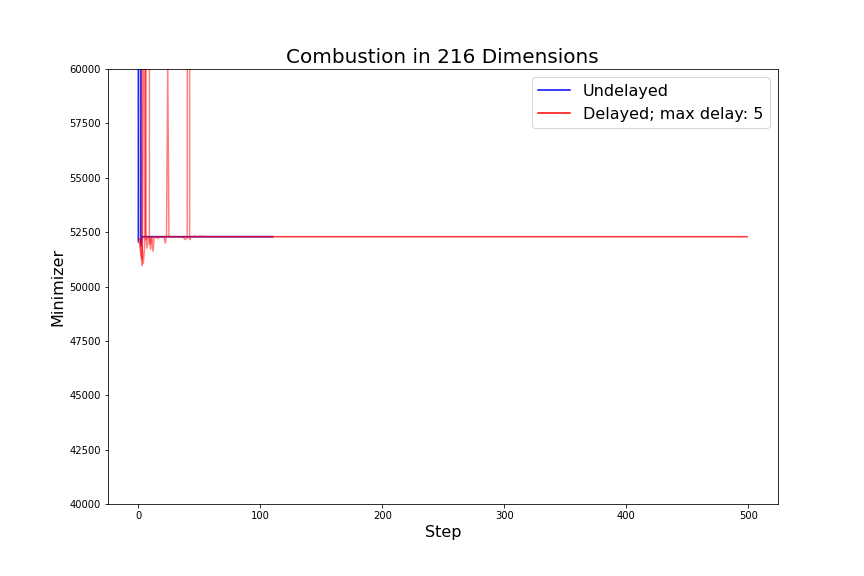 Combustion in 216 Dimensions
Undelayed
Delayed; max delay: 5
Minimizer
60000
57500
55000
52500
50000
47500
45000
42500
40000
0 100 200 300 400 500
Step